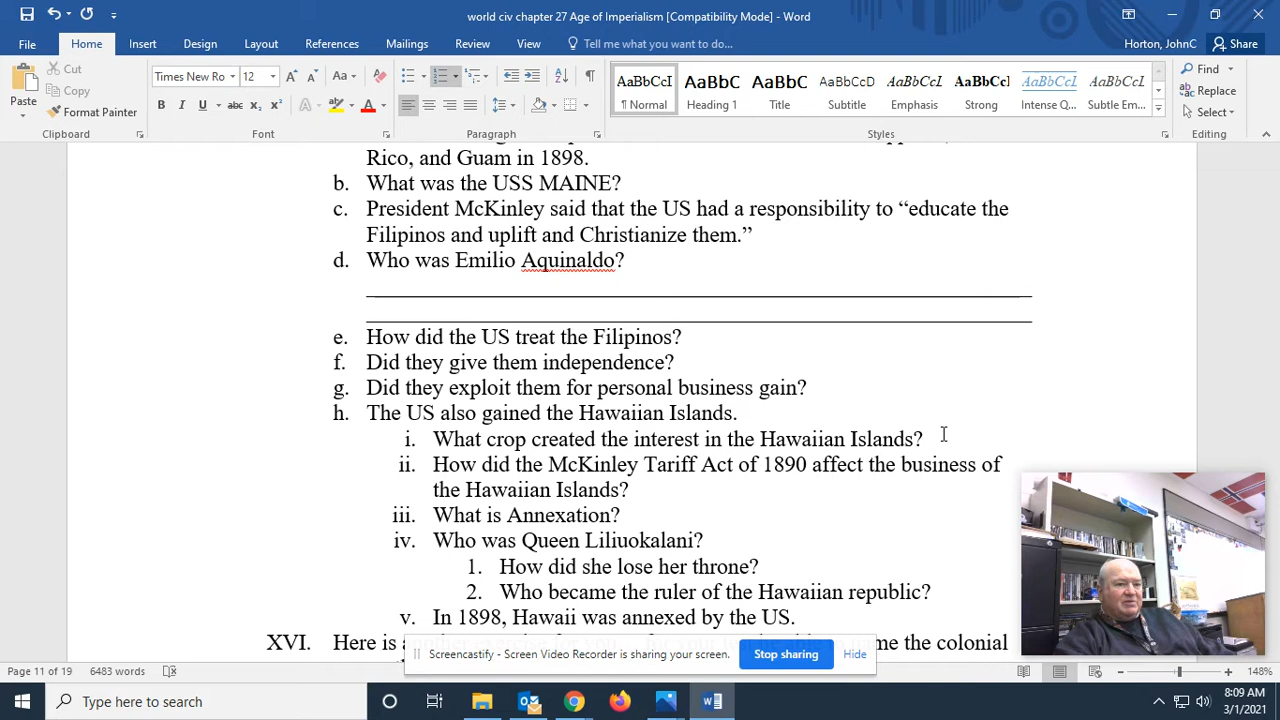 world civ chapter 27 Age of Imperialism [Compatibility Mode] - Word
File Home Insert Design Layout References Mailings Review View Tell me what you want to do... Horton, JohnC Share
Paste Cut Copy Format Painter
Times New Ro 12 Aa
AaBbCcI AaBbC AaBbC AaBbCcD AaBbCcI AaBbCcI AaBbCcI AaBbCcI
¶ Normal Heading 1 Title Subtitle Emphasis Strong Intense Q... Subtle Em...
Find
Replace
Select
Clipboard Font Paragraph Styles Editing
Rico, and Guam in 1898.
b. What was the USS MAINE?
c. President McKinley said that the US had a responsibility to “educate the
Filipinos and uplift and Christianize them.”
d. Who was Emilio Aquinaldo?
e. How did the US treat the Filipinos?
f. Did they give them independence?
g. Did they exploit them for personal business gain?
h. The US also gained the Hawaiian Islands.
i. What crop created the interest in the Hawaiian Islands?
ii. How did the McKinley Tariff Act of 1890 affect the business of
the Hawaiian Islands?
iii. What is Annexation?
iv. Who was Queen Liliuokalani?
1. How did she lose her throne?
2. Who became the ruler of the Hawaiian republic?
v. In 1898, Hawaii was annexed by the US.
XVI. Here is name the colonial
Screencastify - Screen Video Recorder is sharing your screen. Stop sharing Hide
Page 11 of 19 6483 words 148%
Type here to search
8:09 AM
3/1/2021